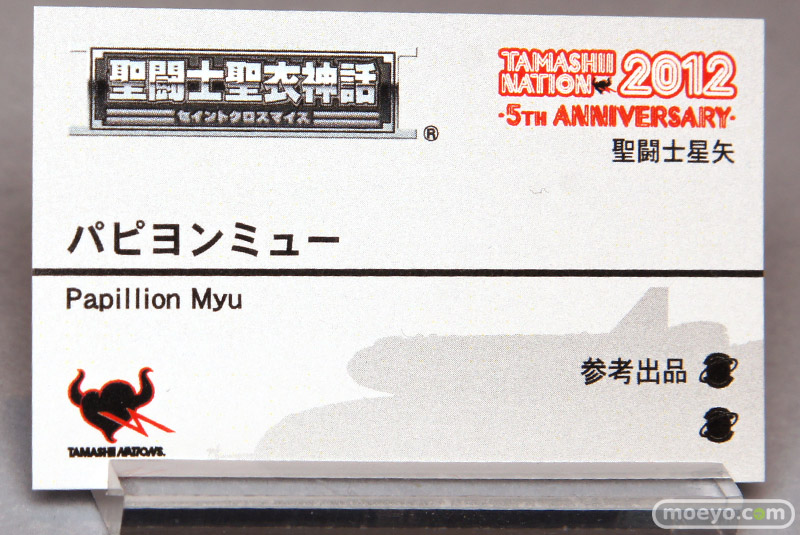 聖闘士聖衣神話
セイントクロスマイス
®
TAMASHII
NATION 2012
·5TH ANNIVERSARY·
聖闘士星矢
パピヨンミュー
Papillion Myu
参考出品
TAMASHII NATIONS
moeyo.com